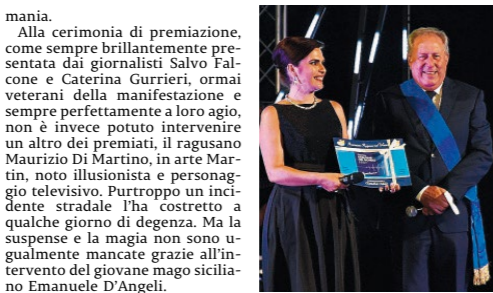 mania.
Alla cerimonia di premiazione,
come sempre brillantemente pre-
sentata dai giornalisti Salvo Fal-
cone e Caterina Gurrieri, ormai
veterani della manifestazione e
sempre perfettamente a loro agio,
non è invece potuto intervenire
un altro dei premiati, il ragusano
Maurizio Di Martino, in arte Mar-
tin, noto illusionista e personag-
gio televisivo. Purtroppo un inci-
dente stradale l'ha costretto a
qualche giorno di degenza. Ma la
suspense e la magia non sono u-
gualmente mancate grazie all'in-
tervento del giovane mago sicilia-
no Emanuele D'Angeli.